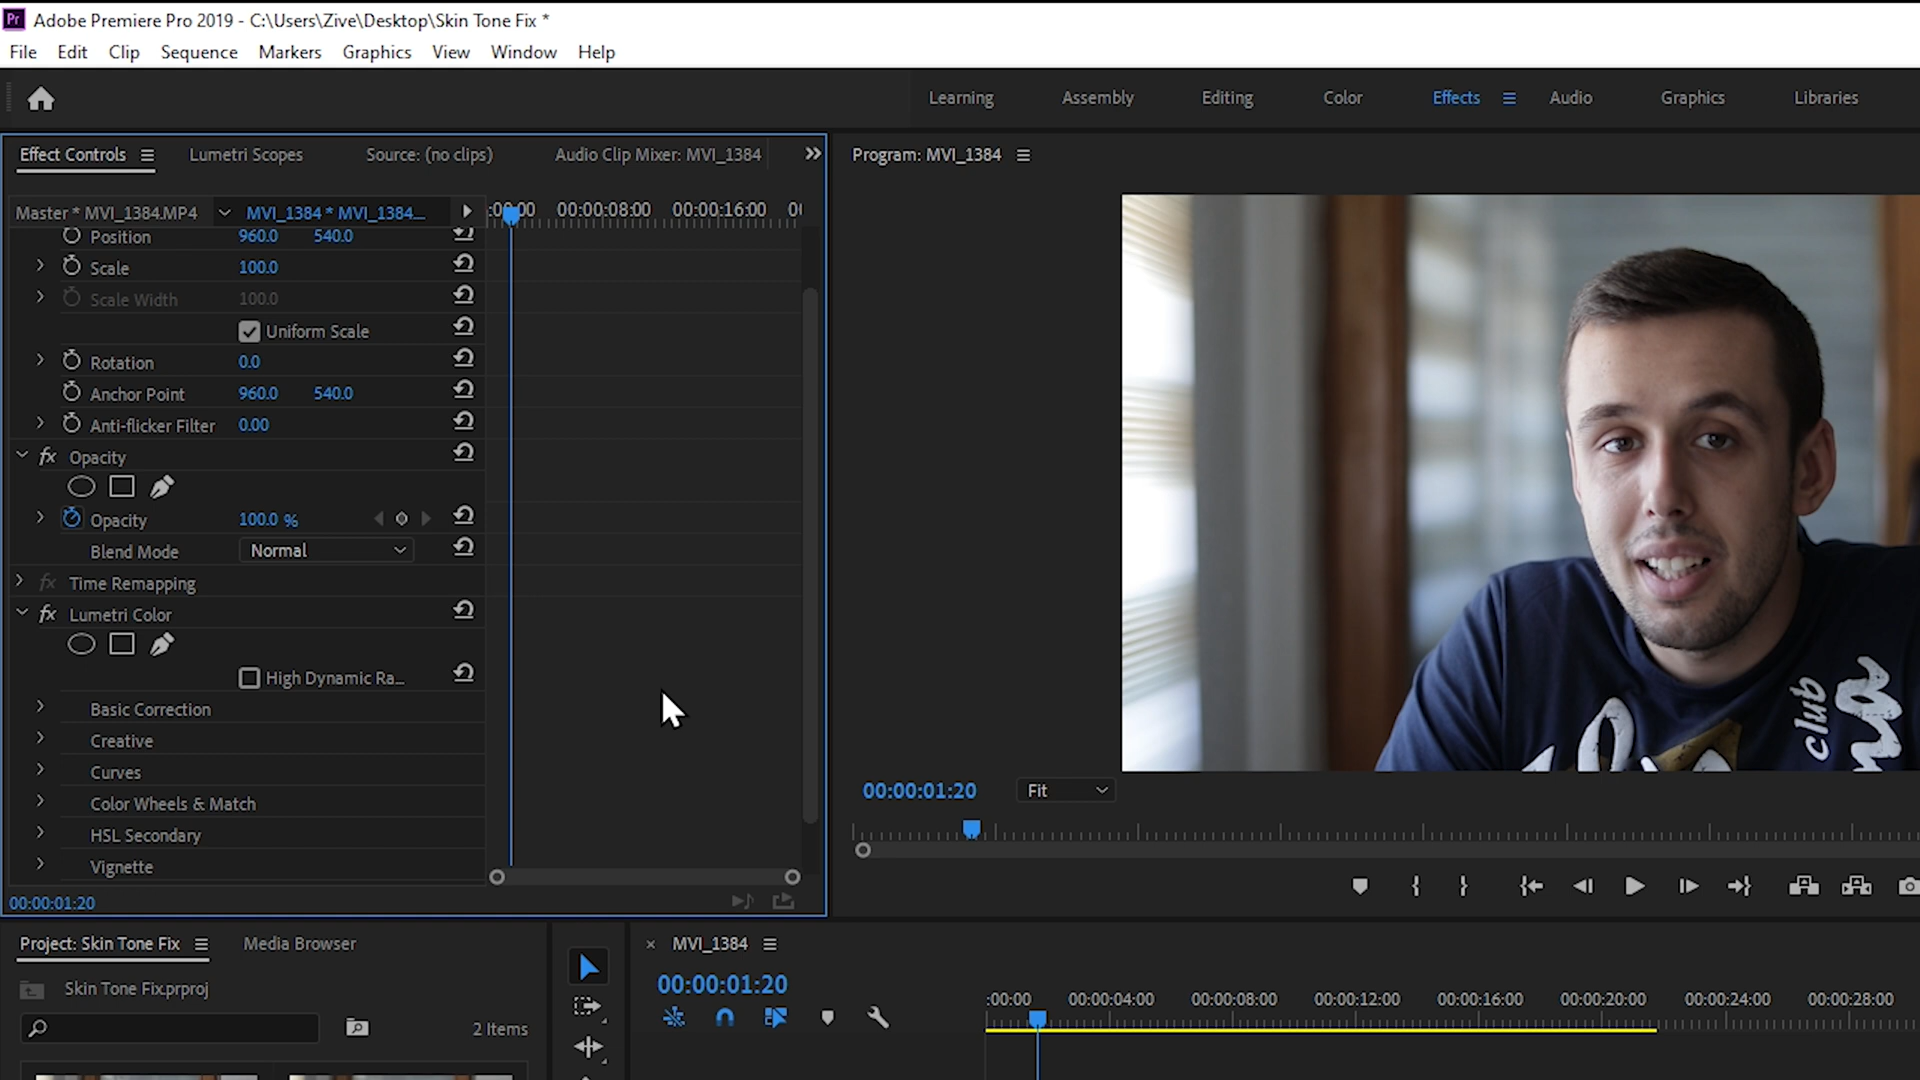 Pr Adobe Premiere Pro 2019 - C:\Users\Zive\Desktop\Skin Tone Fix *
File Edit Clip Sequence Markers Graphics View Window Help
Learning Assembly Editing Color Effects Audio Graphics Libraries
Effect Controls Lumetri Scopes Source: (no clips) Audio Clip Mixer: MVI_1384
Program: MVI_1384
Master * MVI_1384.MP4 MVI_1384 * MVI_1384... :00:00 00:00:08:00 00:00:16:00 0
Position 960.0 540.0
Scale 100.0
Scale Width 100.0
Uniform Scale
Rotation 0.0
Anchor Point 960.0 540.0
Anti-flicker Filter 0.00
fx Opacity
Opacity 100.0 %
Blend Mode Normal
fx Time Remapping
fx Lumetri Color
High Dynamic Ra...
Basic Correction
Creative
Curves
Color Wheels & Match
HSL Secondary
Vignette
00:00:01:20
club
00:00:01:20 Fit
Project: Skin Tone Fix Media Browser
Skin Tone Fix.prproj
2 Items
MVI_1384
00:00:01:20
:00:00 00:00:04:00 00:00:08:00 00:00:12:00 00:00:16:00 00:00:20:00 00:00:24:00 00:00:28:00